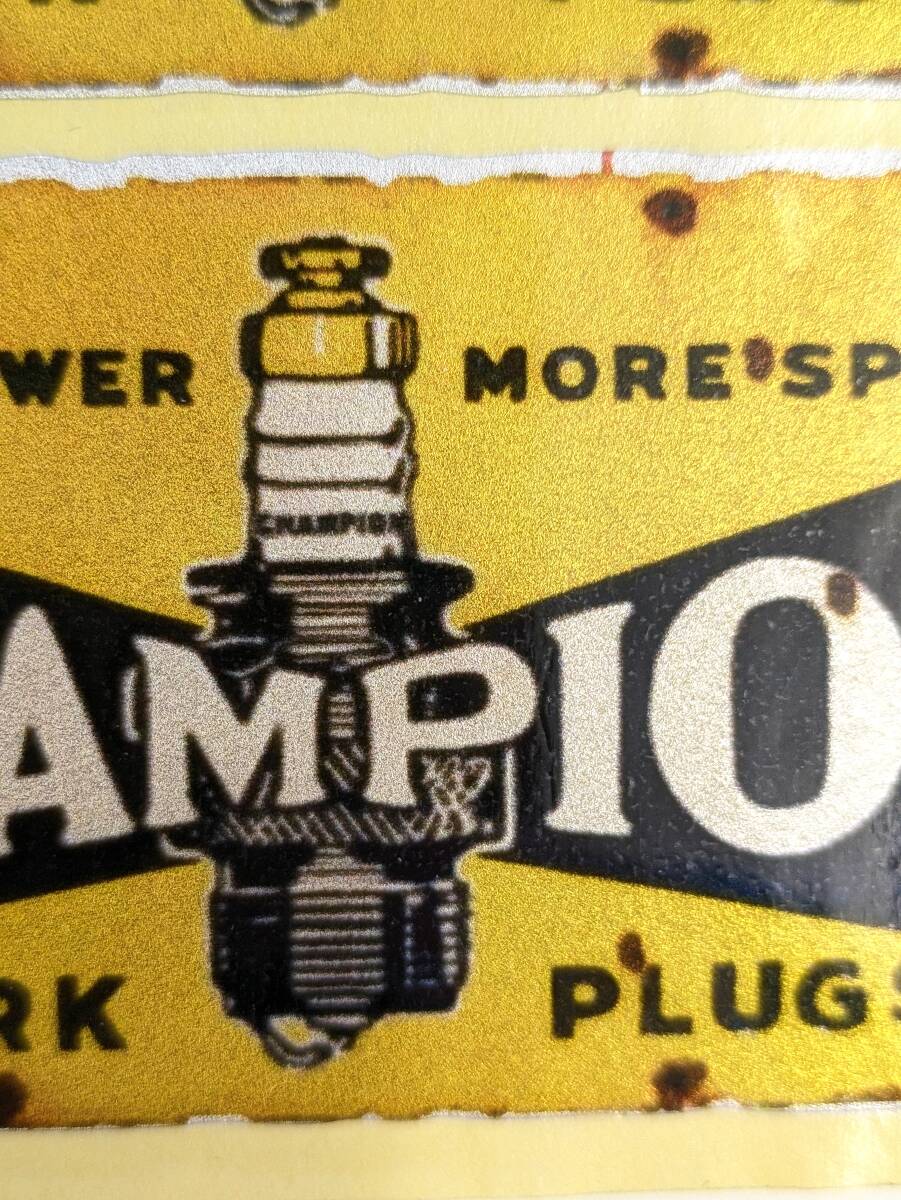 WER MORE SP
CHAMPION
AMPIO
RK PLUGS